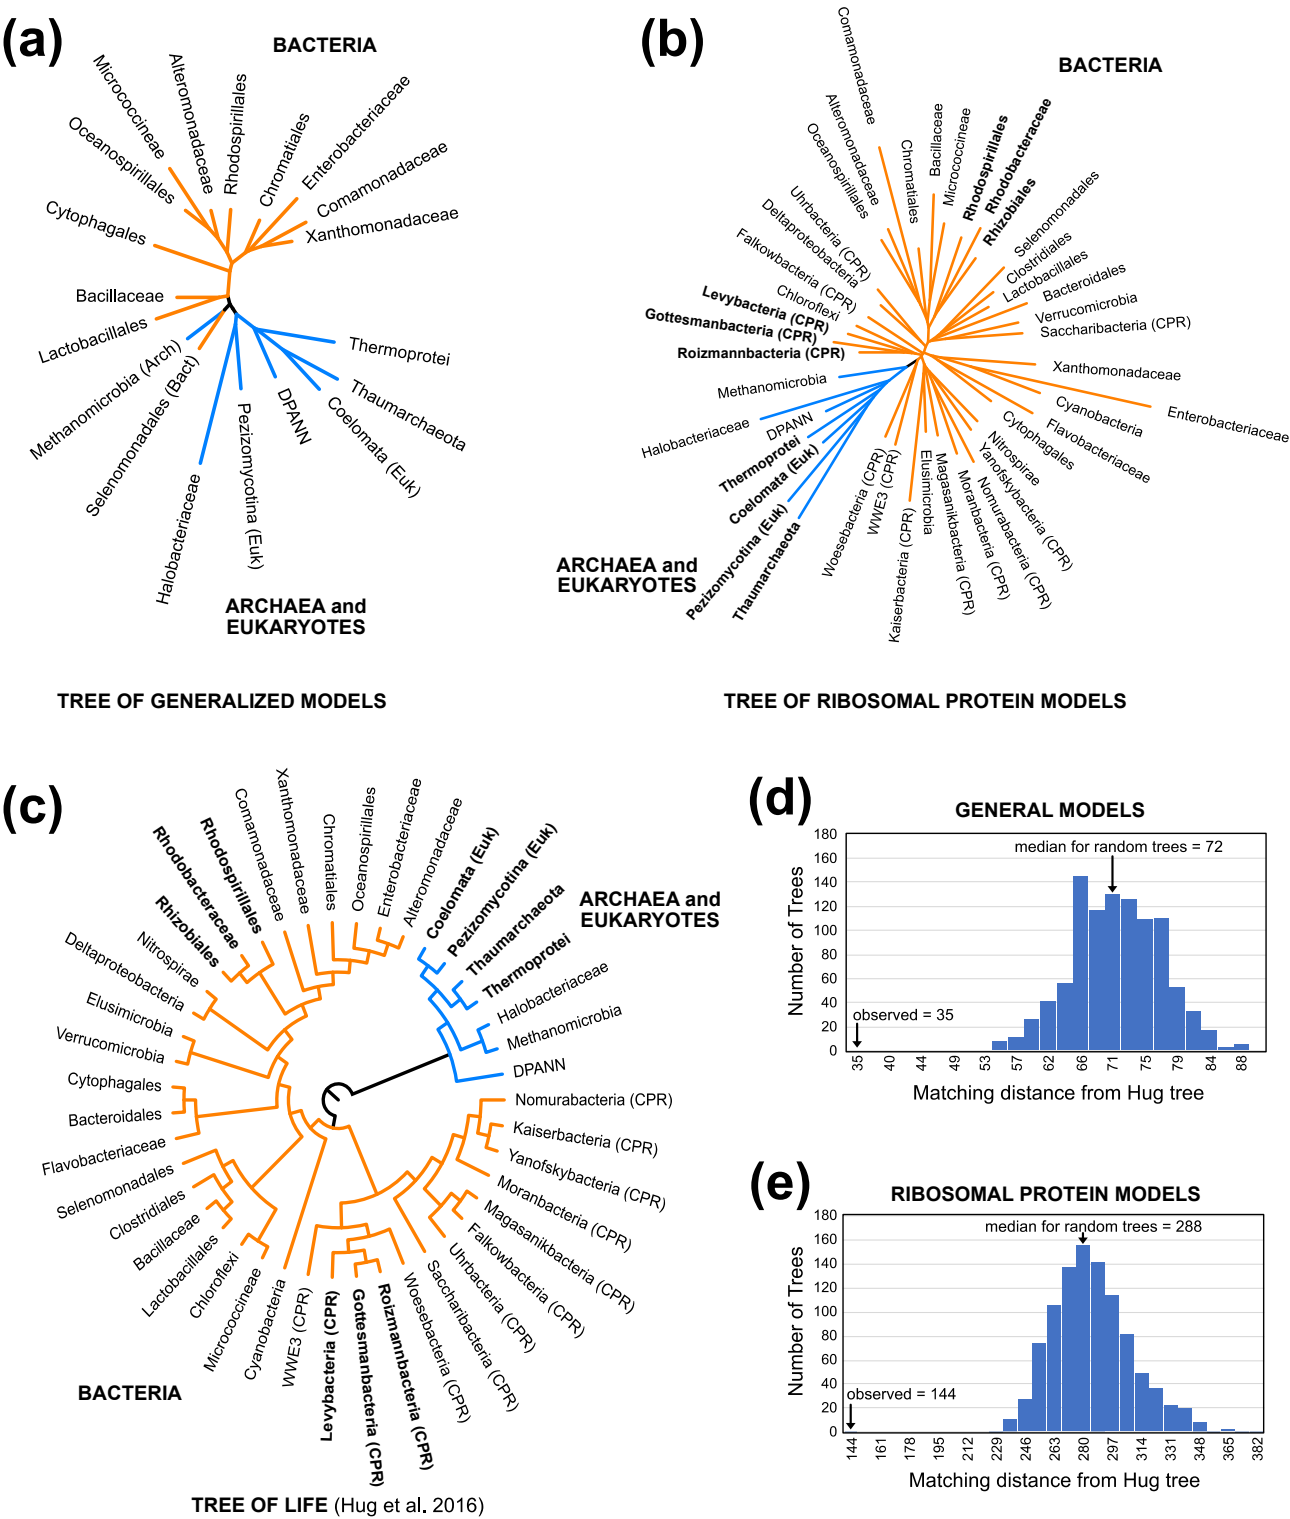 (a)
BACTERIA
Micrococcineae
Alteromonadaceae
Rhodospirillales
Chromatiales
Enterobacteriaceae
Oceanospirillales
Comamonadaceae
Cytophagales
Xanthomonadaceae
Bacillaceae
Lactobacillales
Methanomicrobia (Arch)
Selenomonadales (Bact)
Halobacteriaceae
Pezizomycotina (Euk)
DPANN
Coelomata (Euk)
Thaumarchaeota
Thermoprotei
ARCHAEA and
EUKARYOTES
TREE OF GENERALIZED MODELS
(b)
BACTERIA
Comamonadaceae
Alteromonadaceae
Oceanospirillales
Chromatiales
Bacillaceae
Micrococcineae
Rhodospirillales
Rhodobacteraceae
Rhizobiales
Selenomonadales
Clostridiales
Lactobacillales
Bacteroidales
Verrucomicrobia
Saccharibacteria (CPR)
Xanthomonadaceae
Enterobacteriaceae
Cyanobacteria
Flavobacteriaceae
Cytophagales
Nitrospirae
Yanofskybacteria (CPR)
Nomurabacteria (CPR)
Moranbacteria (CPR)
Magasanikbacteria (CPR)
Elusimicrobia
Kaiserbacteria (CPR)
WWE3 (CPR)
Woesebacteria (CPR)
Uhrbacteria (CPR)
Deltaproteobacteria
Falkowbacteria (CPR)
Chloroflexi
Levybacteria (CPR)
Gottesmanbacteria (CPR)
Roizmannbacteria (CPR)
Methanomicrobia
Halobacteriaceae
DPANN
Thermoprotei
Coelomata (Euk)
Pezizomycotina (Euk)
Thaumarchaeota
ARCHAEA and
EUKARYOTES
TREE OF RIBOSOMAL PROTEIN MODELS
(c)
Rhizobiales
Rhodobacteraceae
Rhodospirillales
Comamonadaceae
Xanthomonadaceae
Chromatiales
Oceanospirillales
Enterobacteriaceae
Alteromonadaceae
Coelomata (Euk)
Pezizomycotina (Euk)
Thaumarchaeota
Thermoprotei
Halobacteriaceae
Methanomicrobia
DPANN
ARCHAEA and
EUKARYOTES
Nomurabacteria (CPR)
Kaiserbacteria (CPR)
Yanofskybacteria (CPR)
Moranbacteria (CPR)
Magasanikbacteria (CPR)
Falkowbacteria (CPR)
Uhrbacteria (CPR)
Saccharibacteria (CPR)
Woesebacteria (CPR)
Roizmannbacteria (CPR)
Gottesmanbacteria (CPR)
Levybacteria (CPR)
WWE3 (CPR)
Cyanobacteria
Micrococcineae
Chloroflexi
Lactobacillales
Bacillaceae
Clostridiales
Selenomonadales
Flavobacteriaceae
Bacteroidales
Cytophagales
Verrucomicrobia
Elusimicrobia
Deltaproteobacteria
Nitrospirae
BACTERIA
TREE OF LIFE (Hug et al. 2016)
(d)
GENERAL MODELS
median for random trees = 72
observed = 35
Number of Trees
180
160
140
120
100
80
60
40
20
0
35 40 44 49 53 57 62 66 71 75 79 84 88
Matching distance from Hug tree
(e)
RIBOSOMAL PROTEIN MODELS
median for random trees = 288
observed = 144
Number of Trees
180
160
140
120
100
80
60
40
20
0
144 161 178 195 212 229 246 263 280 297 314 331 348 365 382
Matching distance from Hug tree